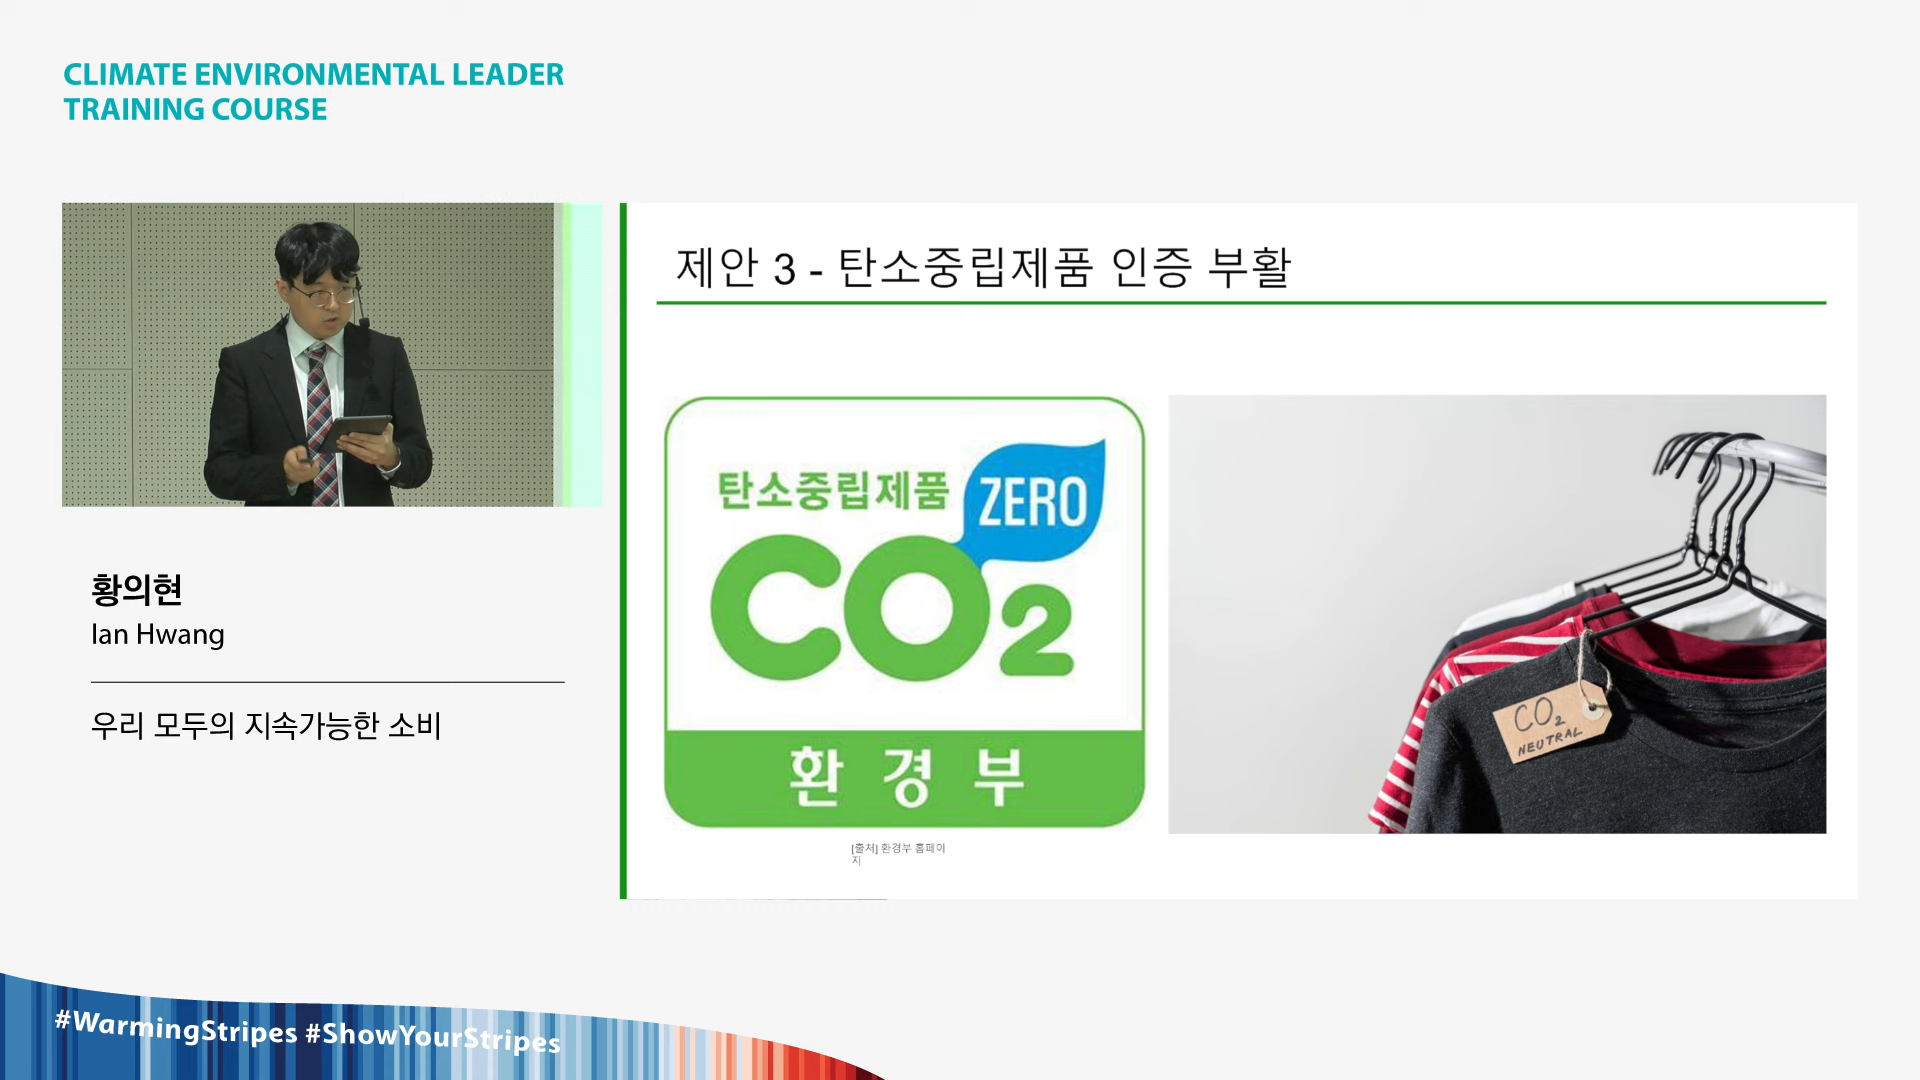 CLIMATE ENVIRONMENTAL LEADER
TRAINING COURSE
황의현
Ian Hwang
우리 모두의 지속가능한 소비
제안 3 - 탄소중립제품 인증 부활
탄소중립제품
ZERO
CO2
환경부
[출처] 환경부 홈페이
지
CO2
NEUTRAL
#WarmingStripes #ShowYourStripes